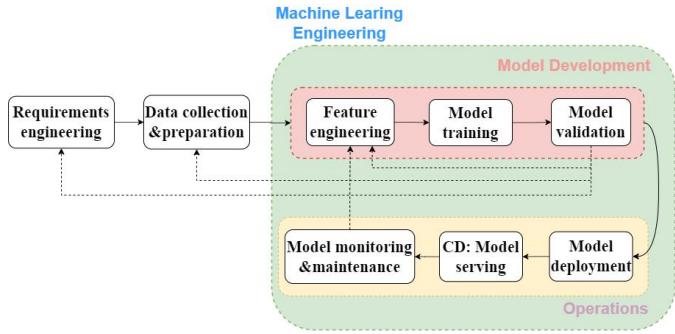 Machine Learing
Engineering
Model Development
Requirements
engineering
Data collection
&preparation
Feature
engineering
Model
training
Model
validation
Model monitoring
&maintenance
CD: Model
serving
Model
deployment
Operations